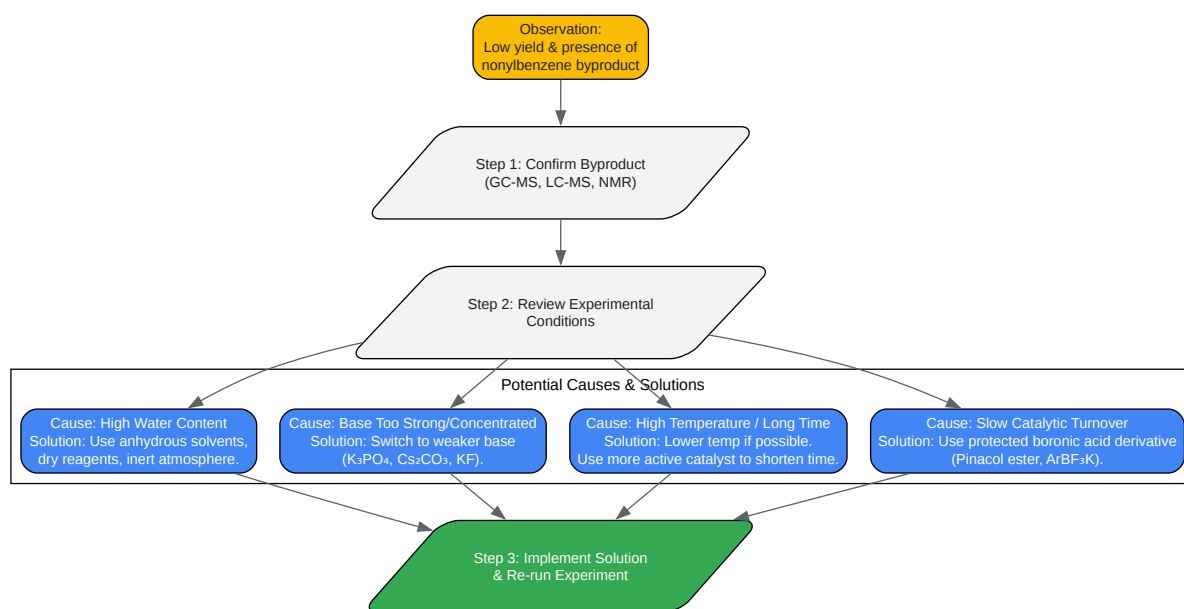 Observation:
Low yield & presence of
nonylbenzene byproduct
Step 1: Confirm Byproduct
(GC-MS, LC-MS, NMR)
Step 2: Review Experimental
Conditions
Potential Causes & Solutions
Cause: High Water Content
Solution: Use anhydrous solvents,
dry reagents, inert atmosphere.
Cause: Base Too Strong/Concentrated
Solution: Switch to weaker base
(K₃PO₄, Cs₂CO₃, KF).
Cause: High Temperature / Long Time
Solution: Lower temp if possible.
Use more active catalyst to shorten time.
Cause: Slow Catalytic Turnover
Solution: Use protected boronic acid derivative
(Pinacol ester, ArBF₃K).
Step 3: Implement Solution
& Re-run Experiment